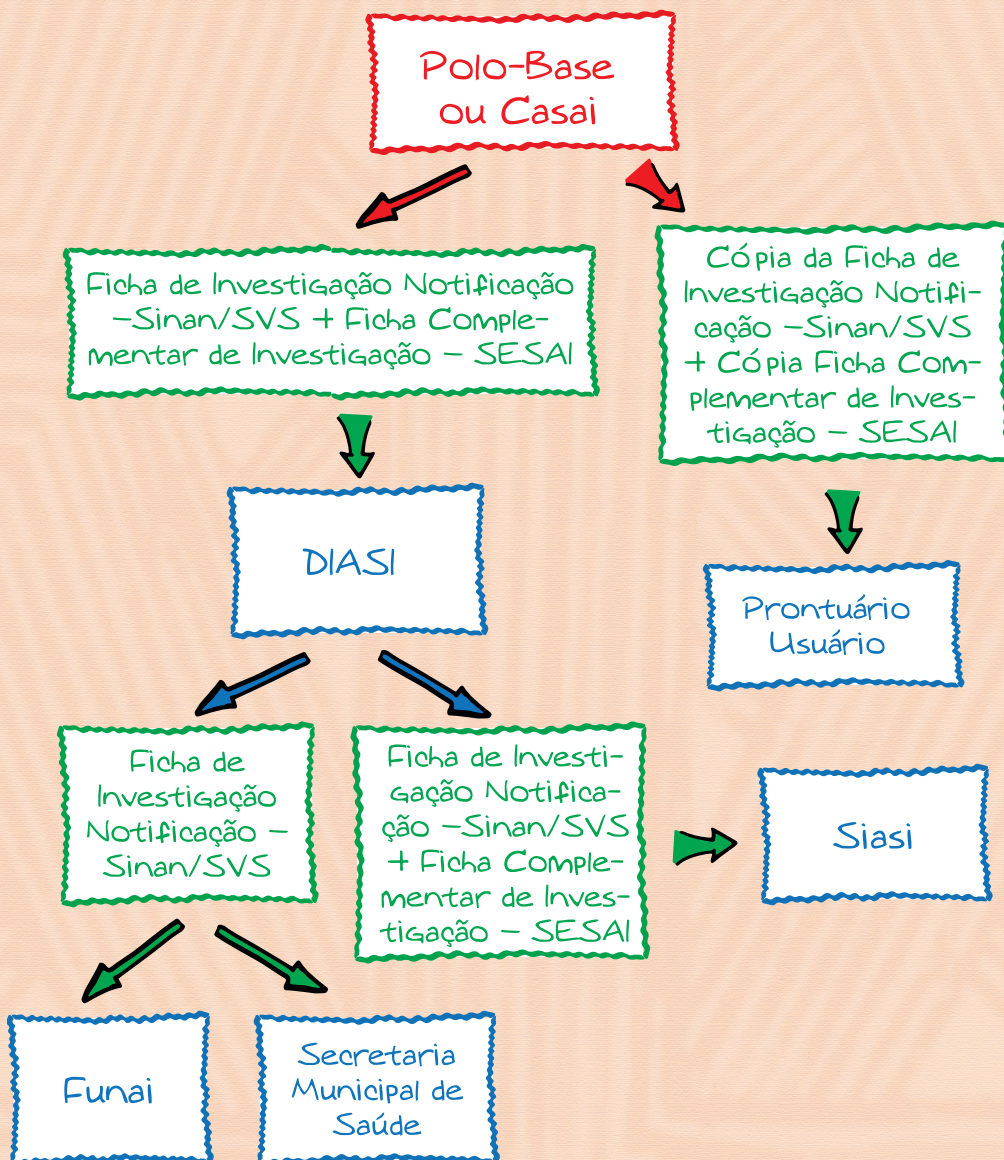 Polo-Base
ou Casai
Ficha de Investigação Notificação
-Sinan/SVS + Ficha Comple-
mentar de Investigação - SESAI
Cópia da Ficha de
Investigação Notifi-
cação -Sinan/SVS
+ Cópia Ficha Com-
plementar de Inves-
tigação - SESAI
DIASI
Prontuário
Usuário
Ficha de
Investigação
Notificação -
Sinan/SVS
Ficha de Investi-
gação Notifica-
ção -Sinan/SVS
+ Ficha Comple-
mentar de Inves-
tigação - SESAI
Siasi
Funai
Secretaria
Municipal de
Saúde